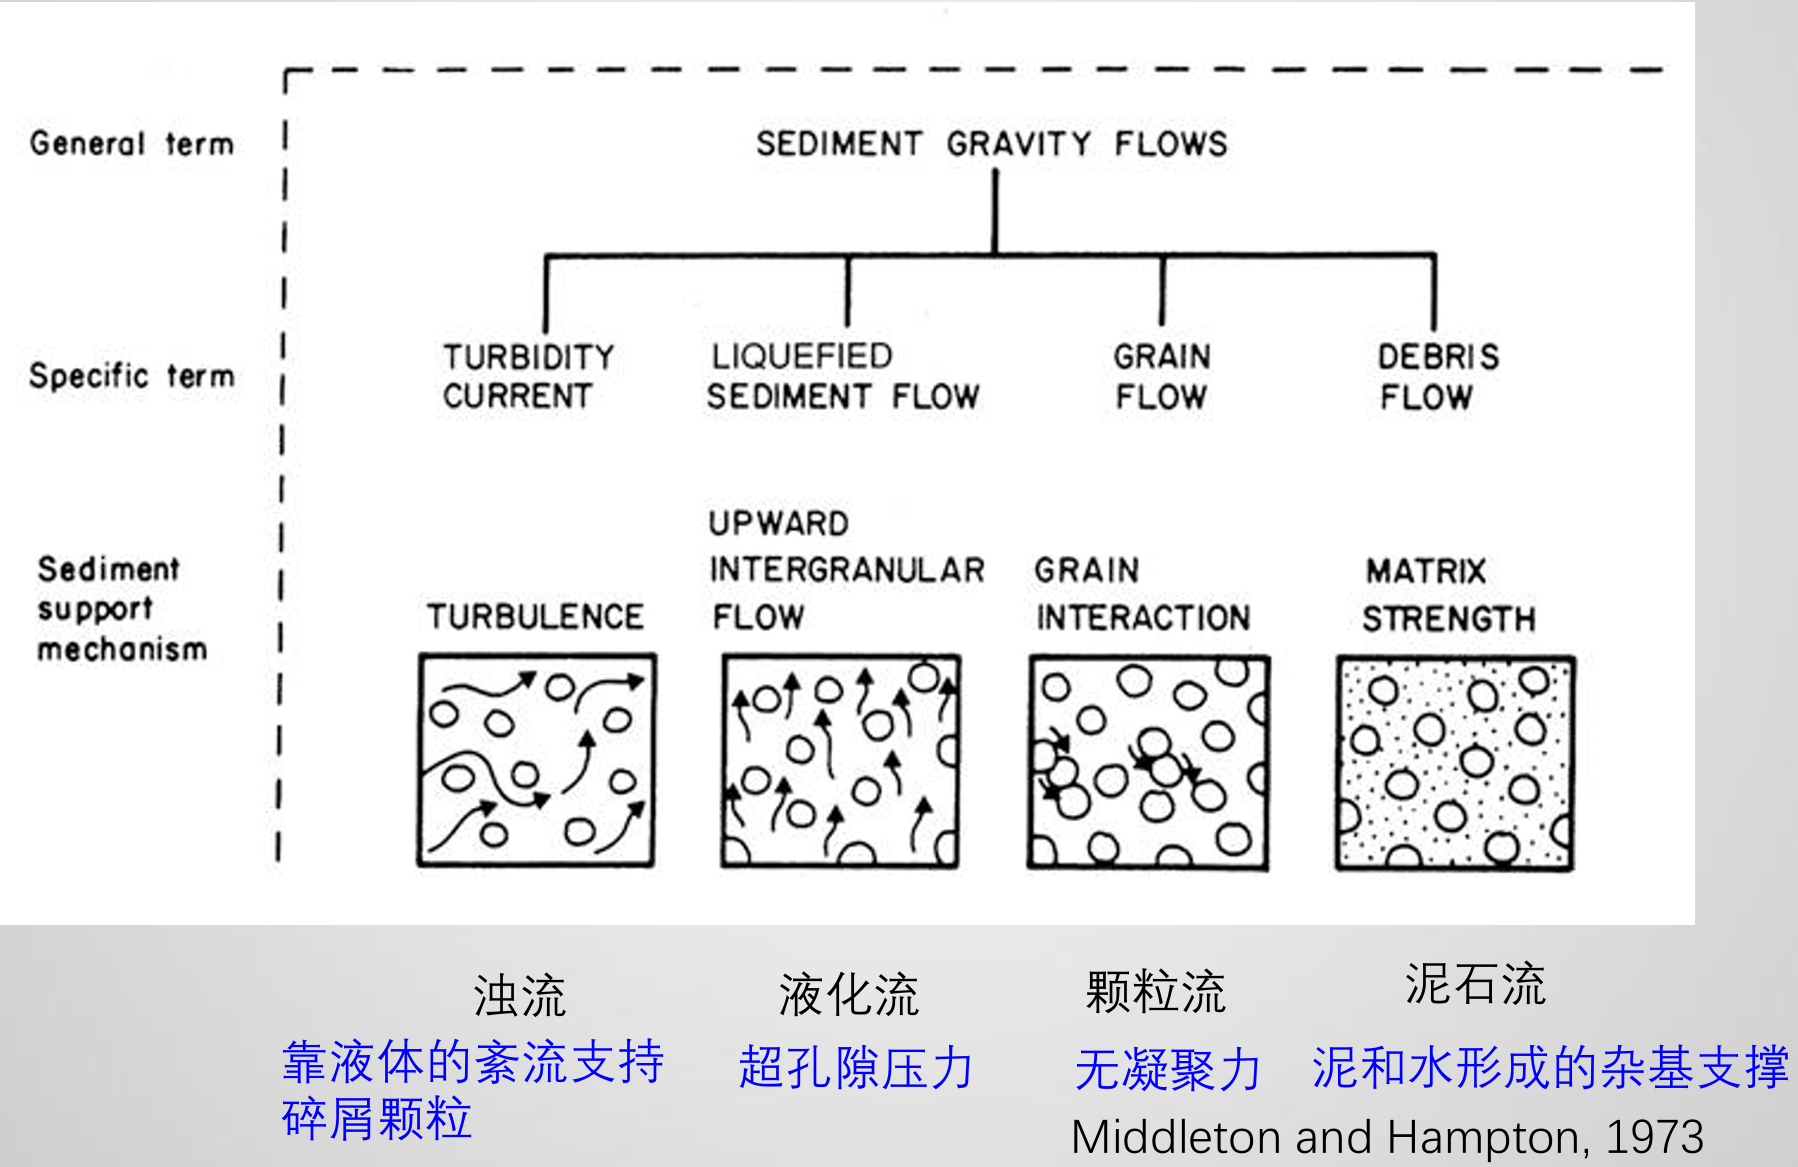 General term
SEDIMENT GRAVITY FLOWS
Specific term
TURBIDITY
CURRENT
LIQUEFIED
SEDIMENT FLOW
GRAIN
FLOW
DEBRIS
FLOW
Sediment
support
mechanism
TURBULENCE
UPWARD
INTERGRANULAR
FLOW
GRAIN
INTERACTION
MATRIX
STRENGTH
浊流
液化流
颗粒流
泥石流
靠液体的紊流支持
碎屑颗粒
超孔隙压力
无凝聚力
泥和水形成的杂基支撑
Middleton and Hampton, 1973